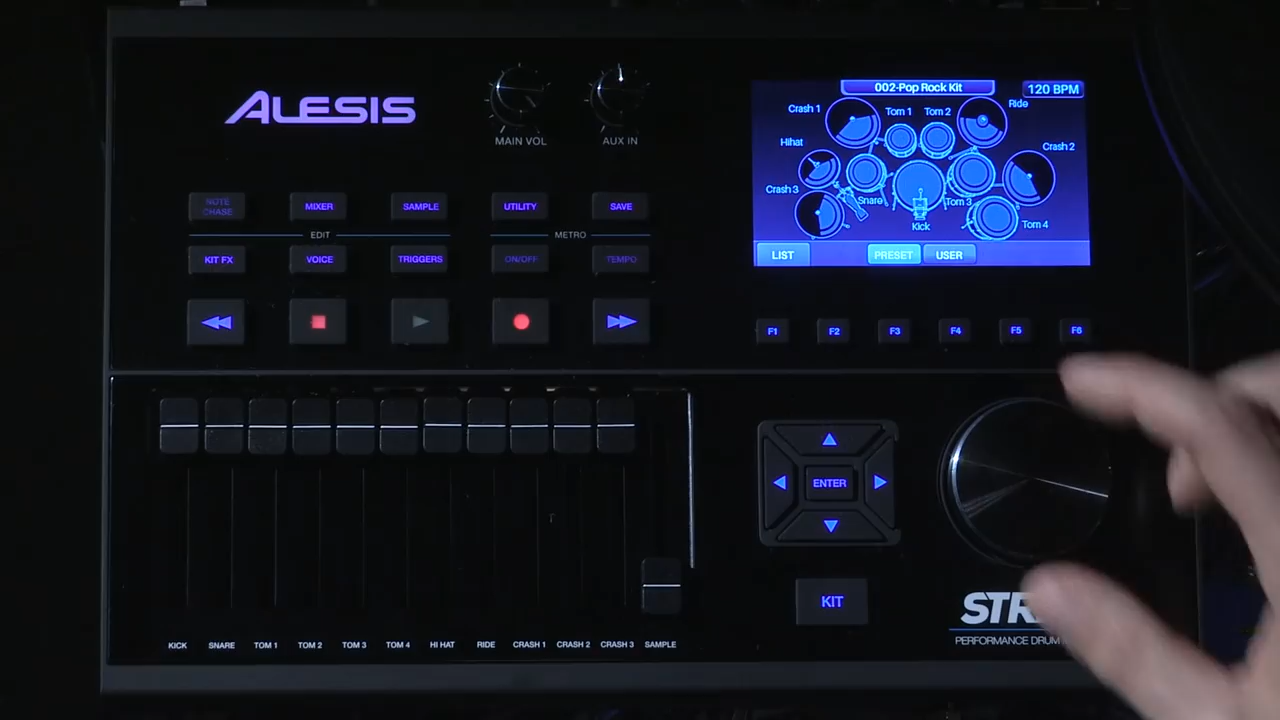 ALESIS
MAIN VOL
AUX IN
002-Pop Rock Kit
120 BPM
Crash 1
Tom 1
Tom 2
Ride
Hihat
Crash 2
Crash 3
Snare
Tom 3
Kick
Tom 4
LIST
PRESET
USER
NOTE
CHASE
MIXER
SAMPLE
UTILITY
SAVE
EDIT
METRO
KIT FX
VOICE
TRIGGERS
ON/OFF
TEMPO
F1
F2
F3
F4
F5
F6
ENTER
KIT
PERFORMANCE DRUM
KICK
SNARE
TOM 1
TOM 2
TOM 3
TOM 4
HI HAT
RIDE
CRASH 1
CRASH 2
CRASH 3
SAMPLE